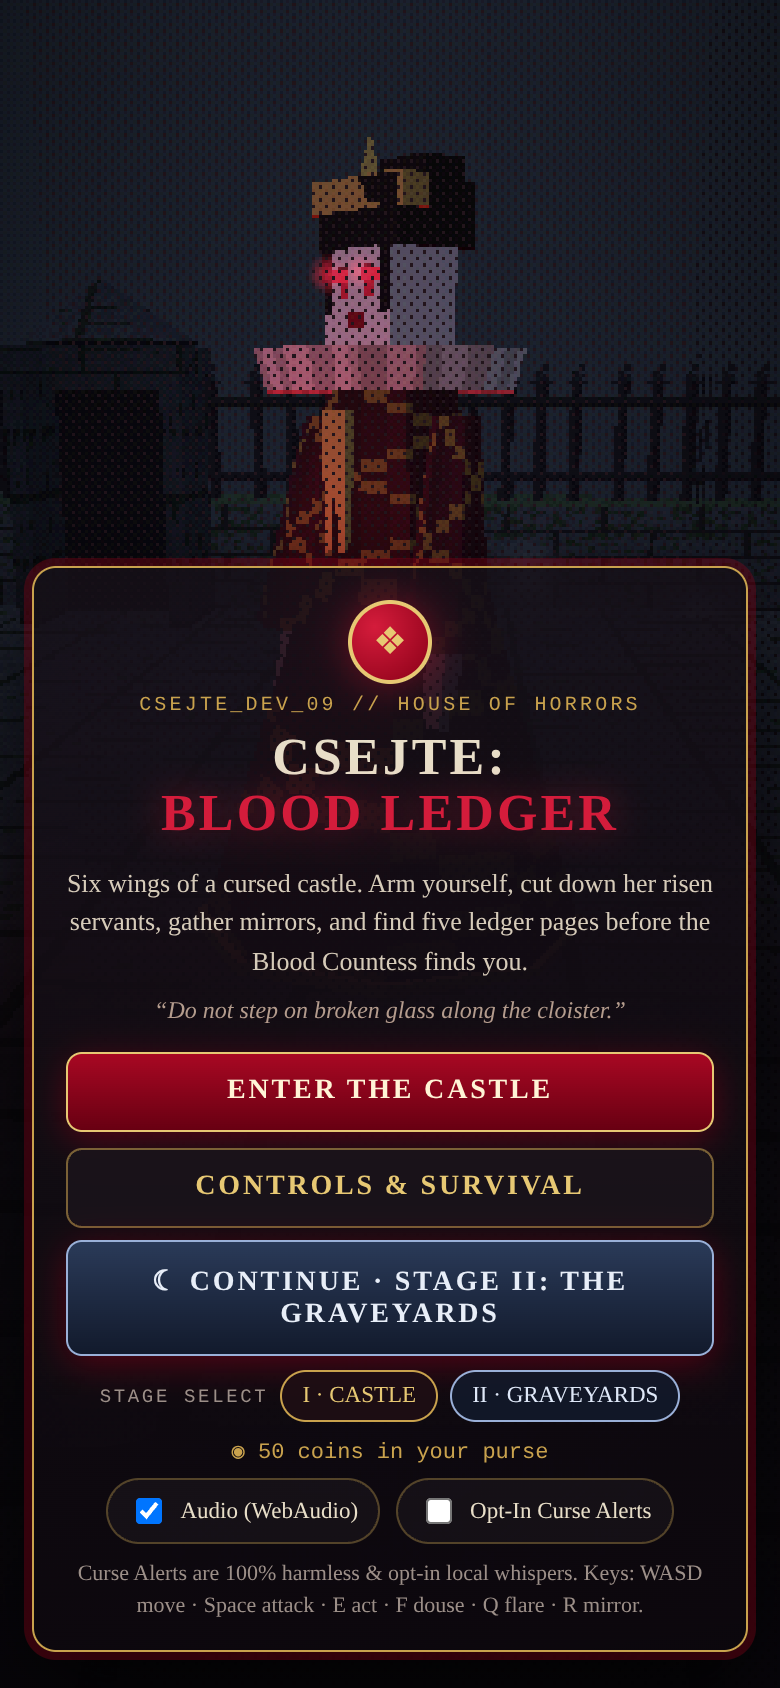 CSEJTE_DEV_09 // HOUSE OF HORRORS
CSEJTE:
BLOOD LEDGER
Six wings of a cursed castle. Arm yourself, cut down her risen
servants, gather mirrors, and find five ledger pages before the
Blood Countess finds you.
“Do not step on broken glass along the cloister.”
ENTER THE CASTLE
CONTROLS & SURVIVAL
☾ CONTINUE · STAGE II: THE
GRAVEYARDS
STAGE SELECT I · CASTLE II · GRAVEYARDS
◉ 50 coins in your purse
Audio (WebAudio) Opt-In Curse Alerts
Curse Alerts are 100% harmless & opt-in local whispers. Keys: WASD
move · Space attack · E act · F douse · Q flare · R mirror.